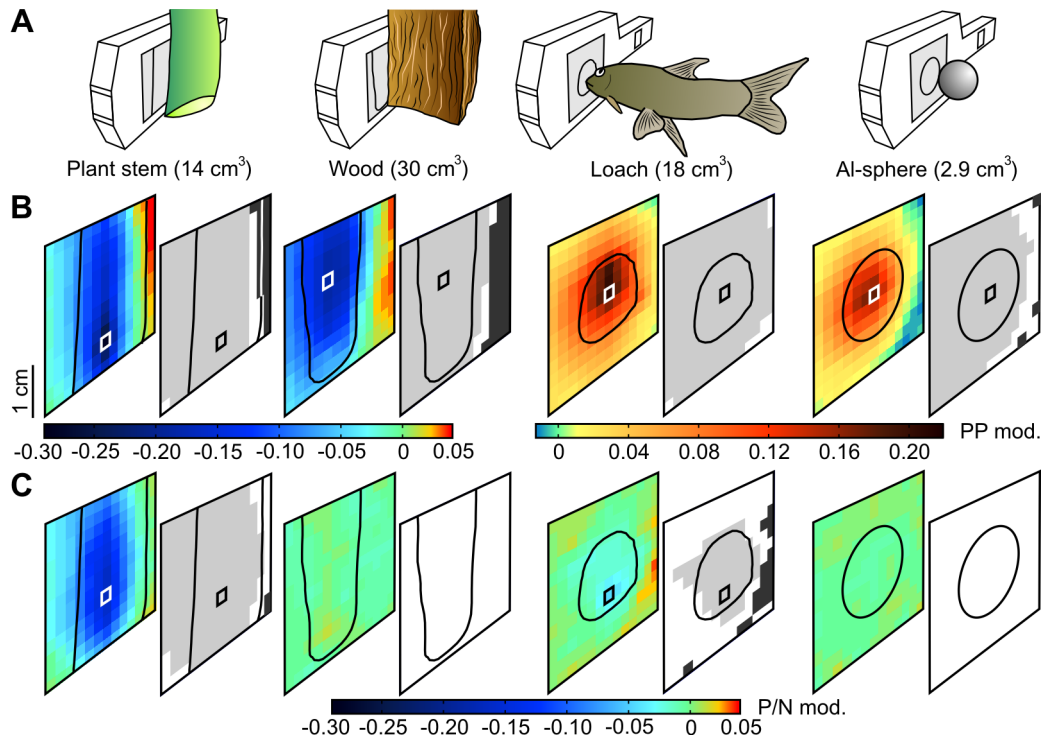 A
Plant stem (14 cm³)
Wood (30 cm³)
Loach (18 cm³)
Al-sphere (2.9 cm³)
B
1 cm
-0.30 -0.25 -0.20 -0.15 -0.10 -0.05 0 0.05
0 0.04 0.08 0.12 0.16 0.20 PP mod.
C
-0.30 -0.25 -0.20 -0.15 -0.10 -0.05 0 0.05 P/N mod.